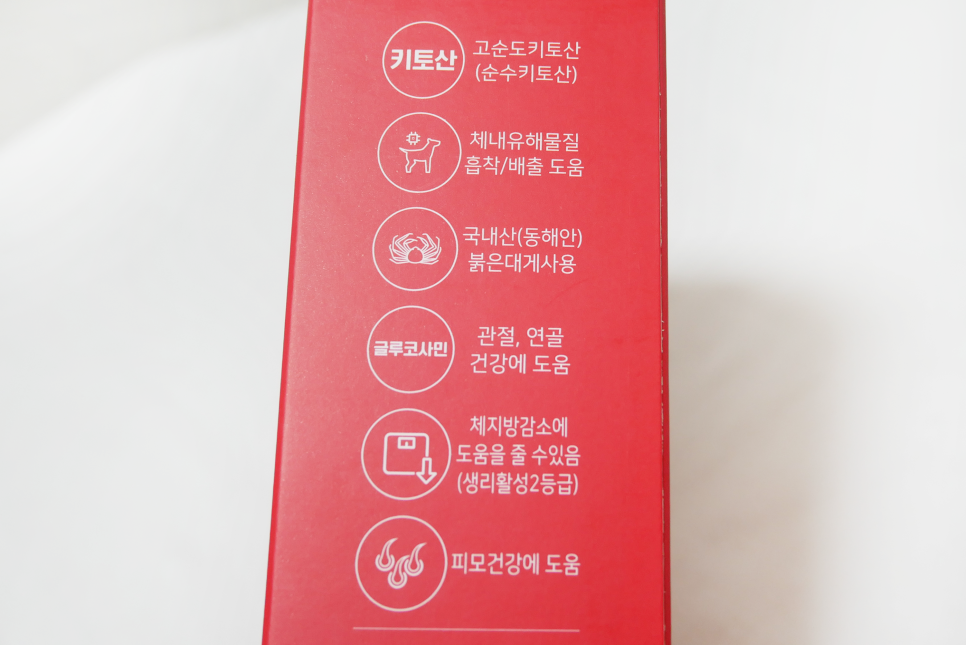 키토산
고순도키토산
(순수키토산)
체내유해물질
흡착/배출 도움
국내산(동해안)
붉은대게사용
글루코사민
관절, 연골
건강에 도움
체지방감소에
도움을 줄 수있음
(생리활성2등급)
피모건강에 도움